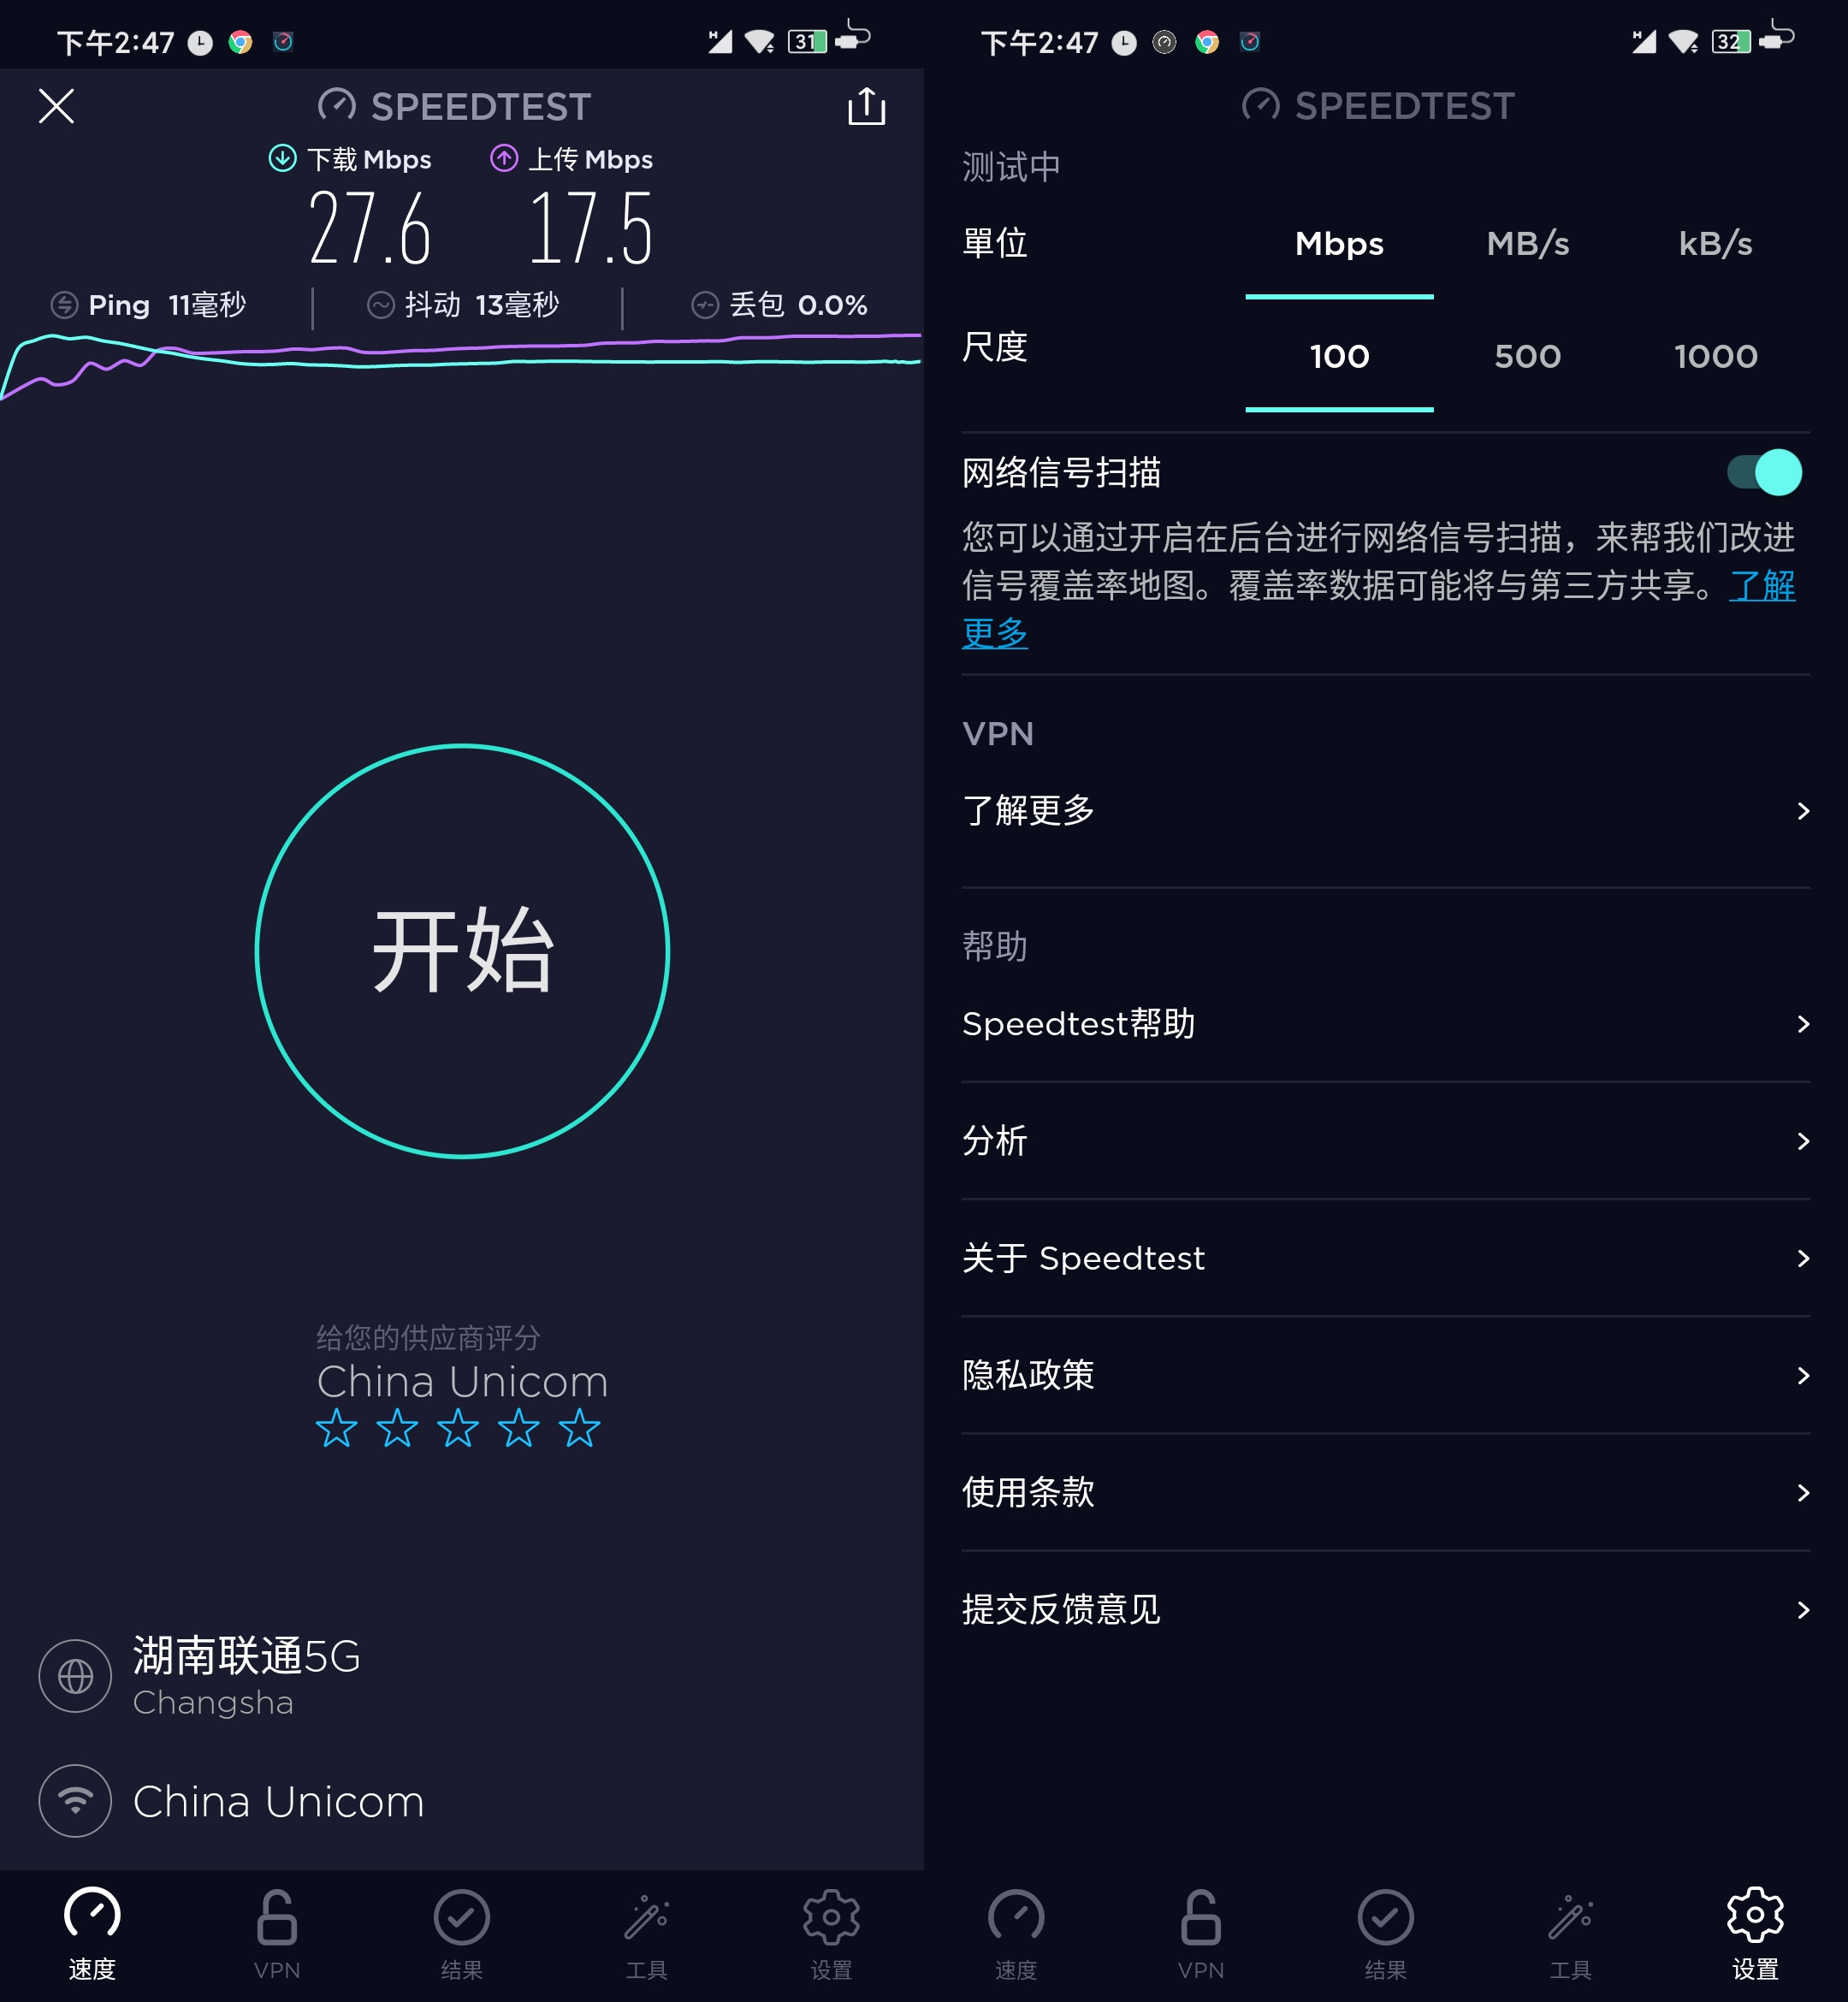 下午2:47
31
SPEEDTEST
下载 Mbps
上传 Mbps
27.6
17.5
Ping 11毫秒
抖动 13毫秒
丢包 0.0%
开始
给您的供应商评分
China Unicom
湖南联通5G
Changsha
China Unicom
速度
VPN
结果
工具
设置
下午2:47
32
SPEEDTEST
测试中
單位 Mbps MB/s kB/s
尺度 100 500 1000
网络信号扫描
您可以通过开启在后台进行网络信号扫描，来帮我们改进
信号覆盖率地图。覆盖率数据可能将与第三方共享。了解
更多
VPN
了解更多
帮助
Speedtest帮助
分析
关于 Speedtest
隐私政策
使用条款
提交反馈意见
速度
VPN
结果
工具
设置